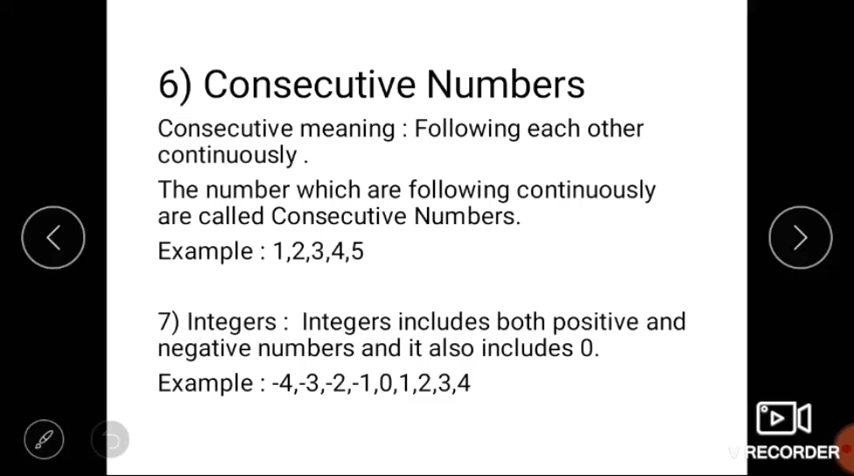 6) Consecutive Numbers
Consecutive meaning : Following each other
continuously .
The number which are following continuously
are called Consecutive Numbers.
Example : 1,2,3,4,5
7) Integers :  Integers includes both positive and
negative numbers and it also includes 0.
Example : -4,-3,-2,-1,0,1,2,3,4
V RECORDER